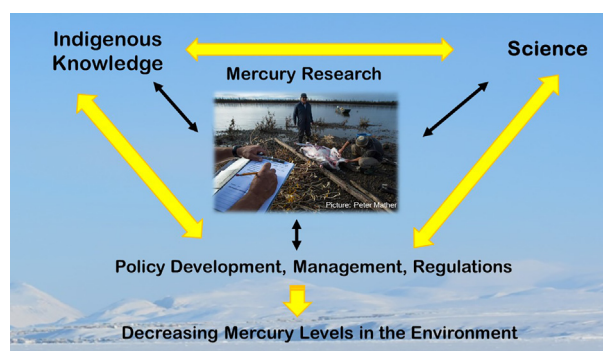 Indigenous
Knowledge
Science
Mercury Research
Picture: Peter Mather
Policy Development, Management, Regulations
Decreasing Mercury Levels in the Environment